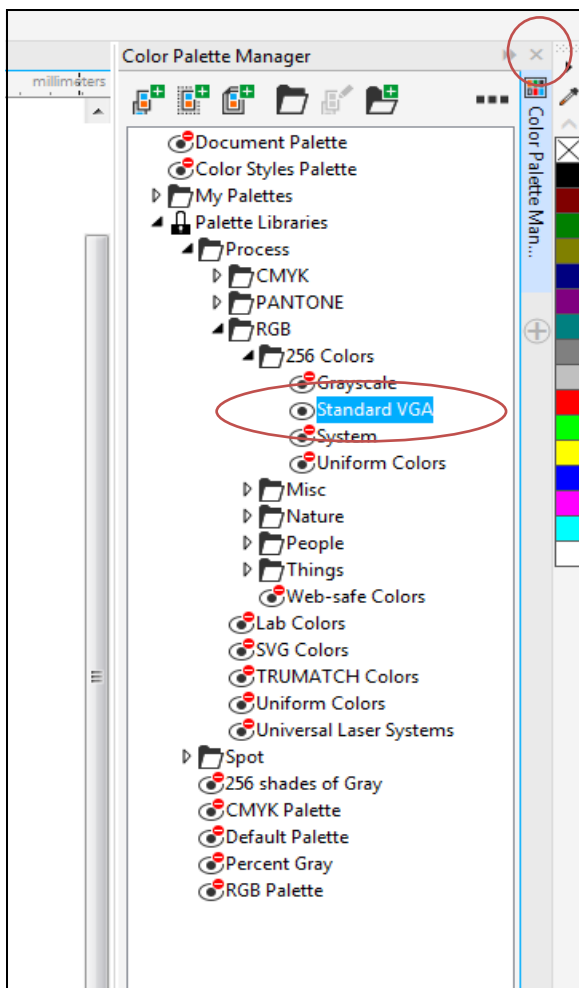 Color Palette Manager
millimeters
Document Palette
Color Styles Palette
My Palettes
Palette Libraries
Process
CMYK
PANTONE
RGB
256 Colors
Grayscale
Standard VGA
System
Uniform Colors
Misc
Nature
People
Things
Web-safe Colors
Lab Colors
SVG Colors
TRUMATCH Colors
Uniform Colors
Universal Laser Systems
Spot
256 shades of Gray
CMYK Palette
Default Palette
Percent Gray
RGB Palette
Color Palette Man...